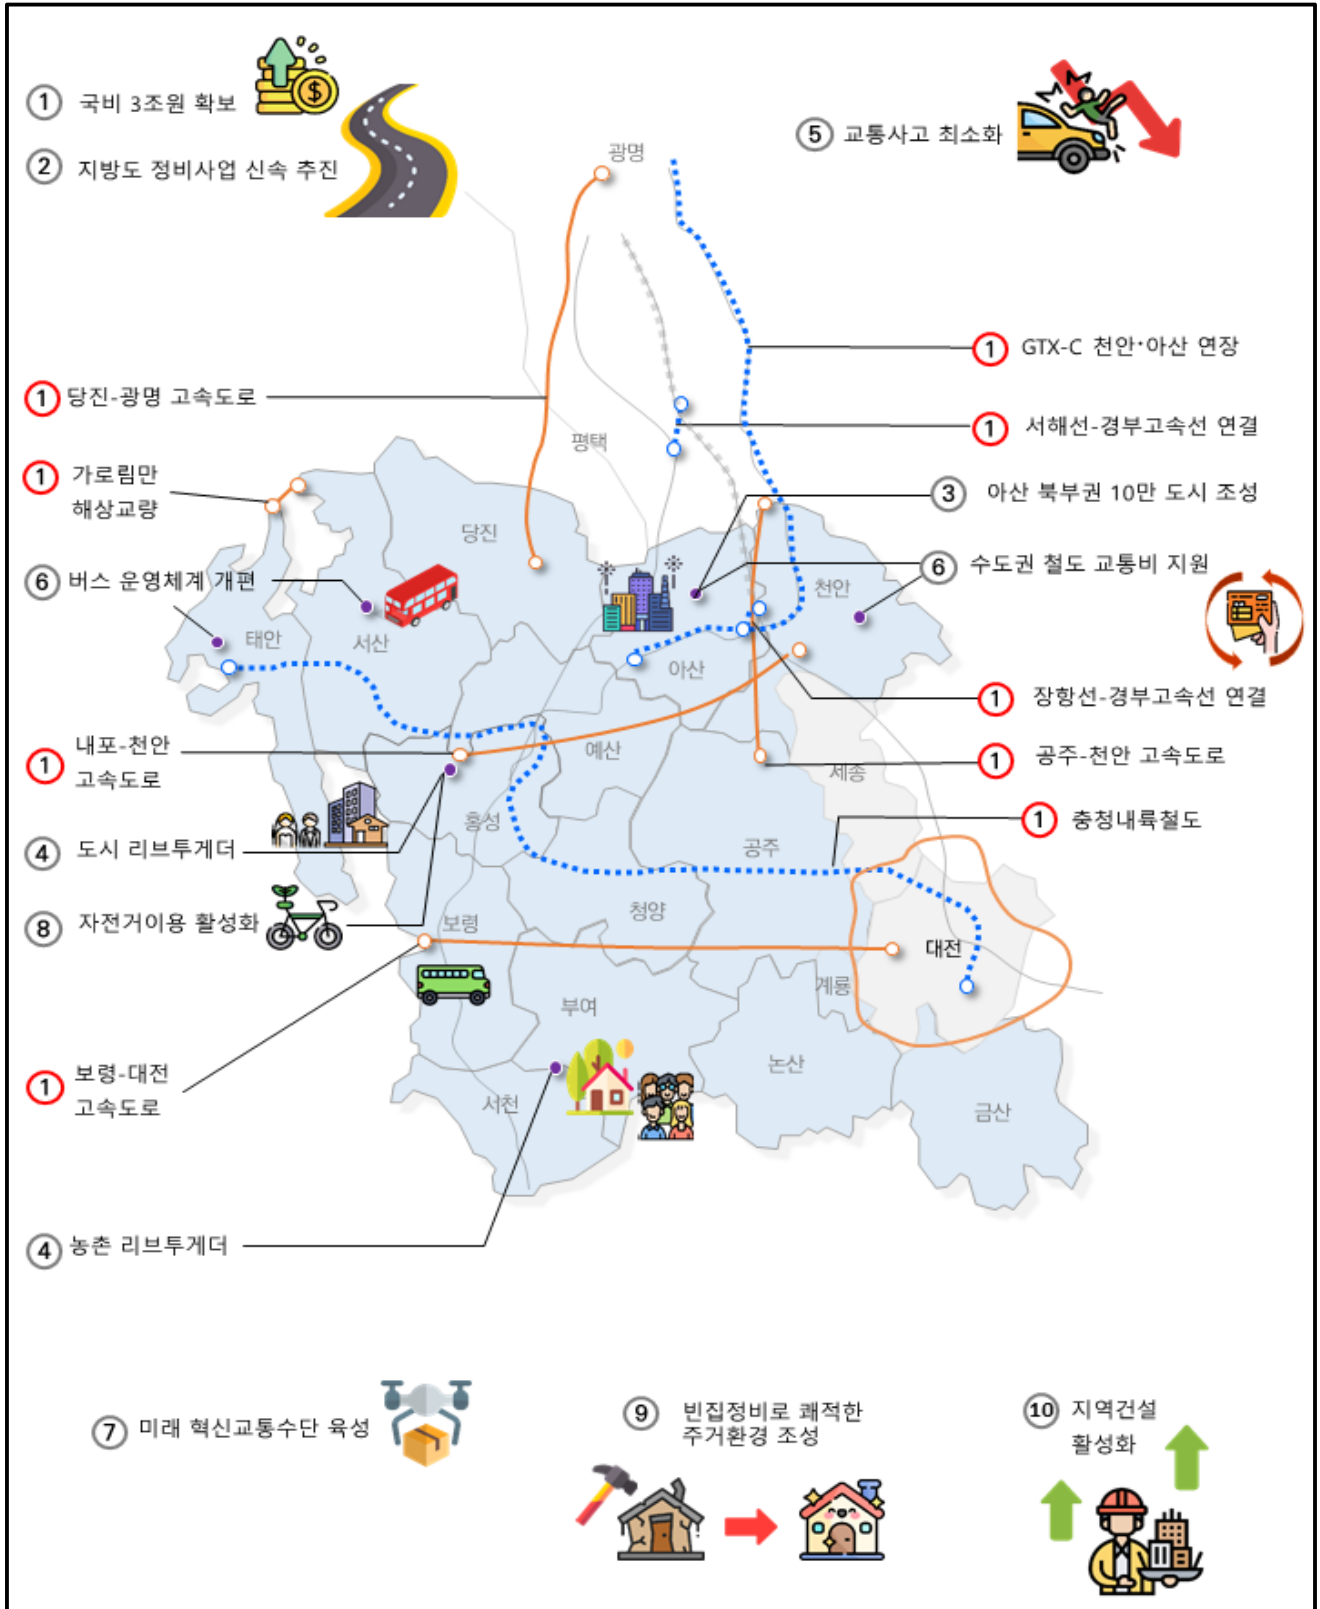 ① 국비 3조원 확보
② 지방도 정비사업 신속 추진
⑤ 교통사고 최소화
광명
① GTX-C 천안·아산 연장
① 당진-광명 고속도로
① 서해선-경부고속선 연결
평택
① 가로림만
해상교량
③ 아산 북부권 10만 도시 조성
당진
⑥ 버스 운영체계 개편
⑥ 수도권 철도 교통비 지원
천안
태안
서산
아산
① 장항선-경부고속선 연결
① 내포-천안
고속도로
예산
① 공주-천안 고속도로
세종
홍성
① 충청내륙철도
④ 도시 리브투게더
공주
⑧ 자전거이용 활성화
보령
청양
대전
계룡
부여
논산
① 보령-대전
고속도로
서천
금산
④ 농촌 리브투게더
⑦ 미래 혁신교통수단 육성
⑨ 빈집정비로 쾌적한
주거환경 조성
⑩ 지역건설
활성화